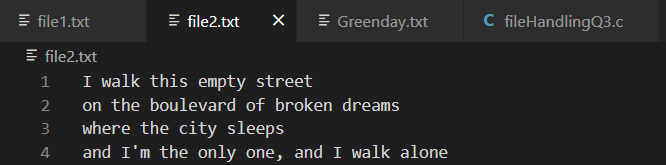 file1.txt file2.txt × Greenday.txt C fileHandlingQ3.c
file2.txt
1 I walk this empty street
2 on the boulevard of broken dreams
3 where the city sleeps
4 and I'm the only one, and I walk alone